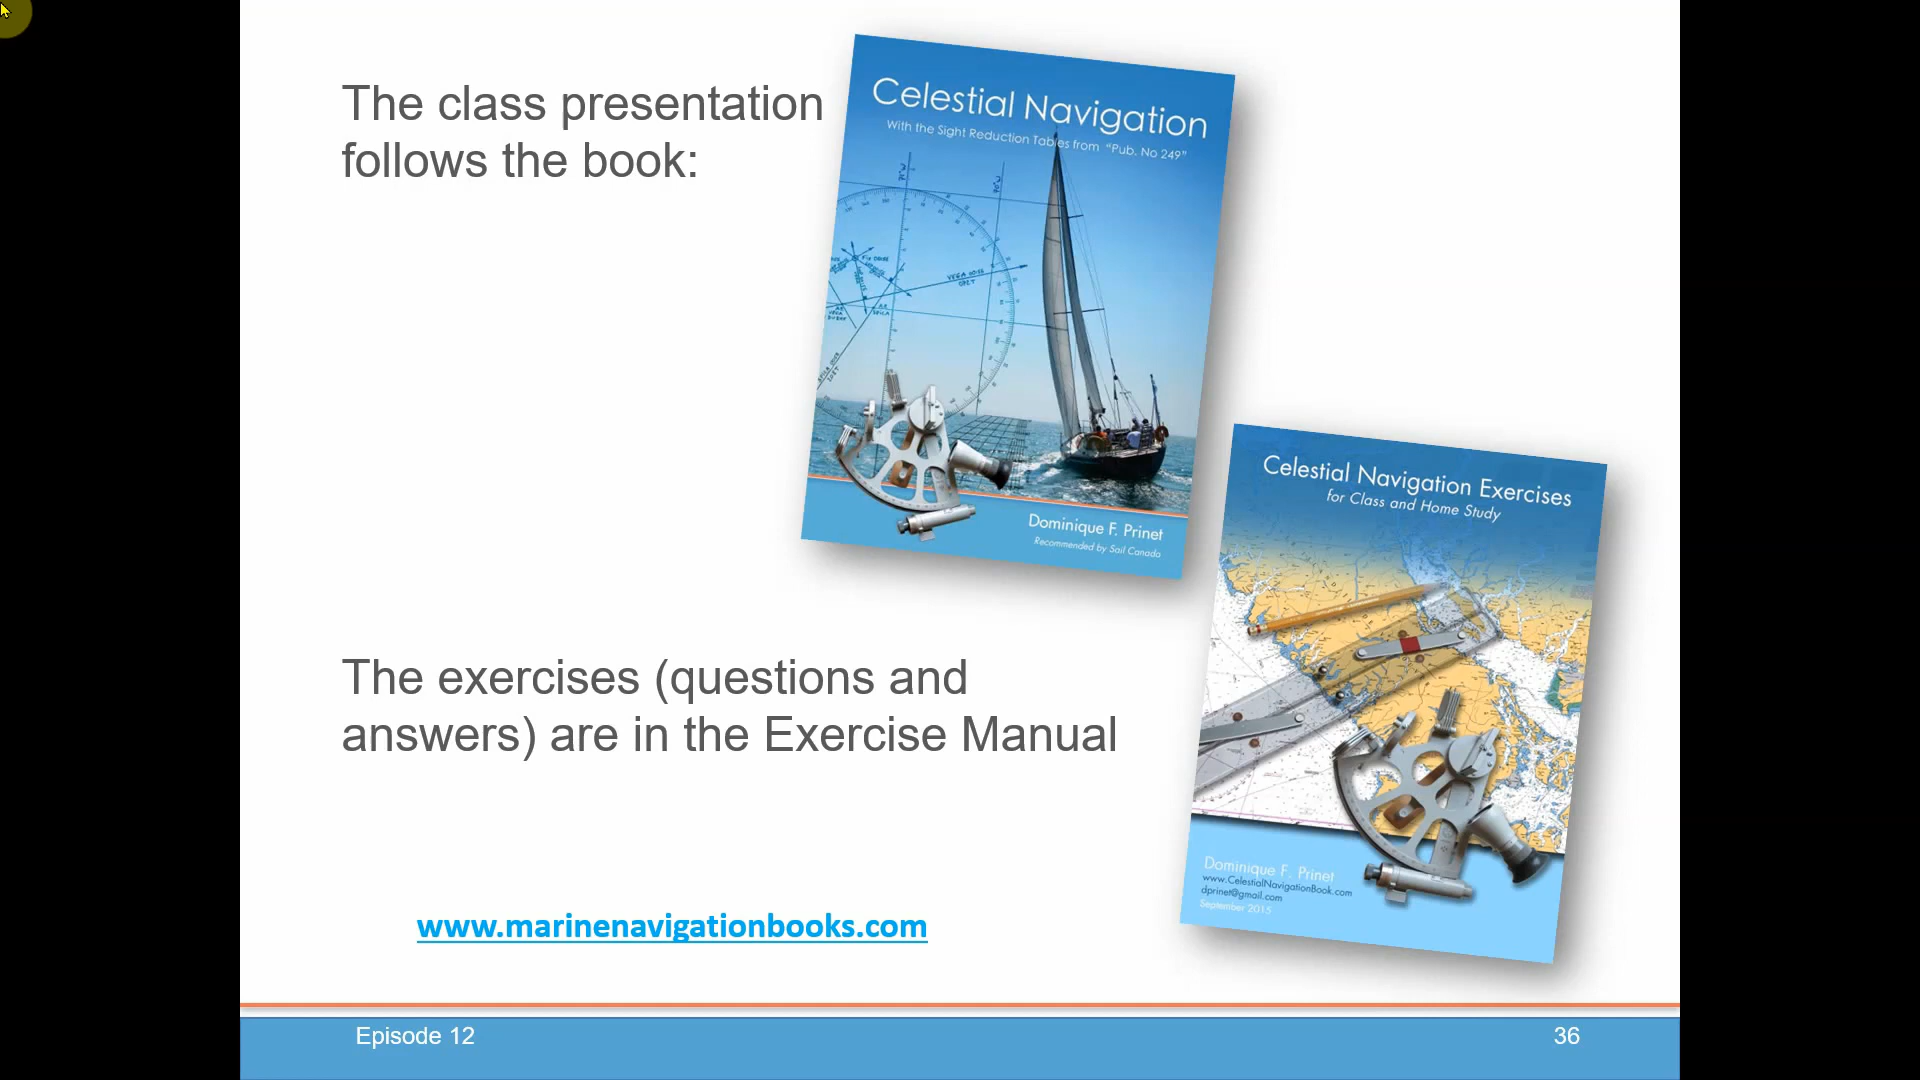 The class presentation
follows the book:
Celestial Navigation
With the Sight Reduction Tables from "Pub. No 249"
Dominique F. Prinet
Recommended by Sail Canada
Celestial Navigation Exercises
for Class and Home Study
The exercises (questions and
answers) are in the Exercise Manual
Dominique F. Prinet
www.CelestialNavigationBook.com
dprinet@gmail.com
September 2015
www.marinenavigationbooks.com
Episode 12
36